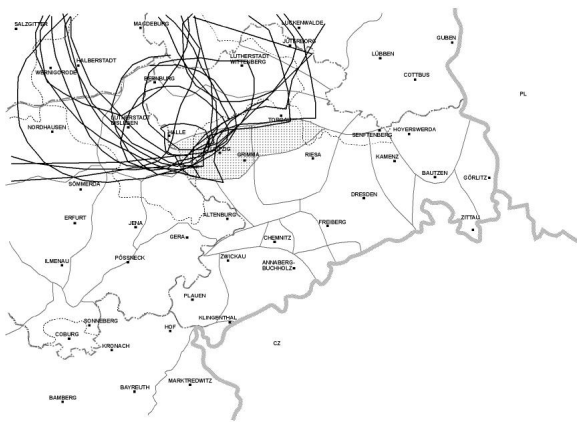 SALZGITTER
MAGDEBURG
LUCKENWALDE
JÜTERBORG
GUBEN
LÜBBEN
HALBERSTADT
WERNIGORODE
LUTHERSTADT
WITTENBERG
BERNBURG
COTTBUS
PL
LUTHERSTADT
EISLEBEN
TORGAU
NORDHAUSEN
HALLE
SENFTENBERG
HOYERSWERDA
GRIMMA
RIESA
KAMENZ
BAUTZEN
GÖRLITZ
SÖMMERDA
DRESDEN
ERFURT
JENA
ALTENBURG
FREIBERG
ZITTAU
GERA
CHEMNITZ
ILMENAU
PÖSSNECK
ZWICKAU
ANNABERG-
BUCHHOLZ
PLAUEN
SONNEBERG
KLINGENTHAL
COBURG
HOF
KRONACH
CZ
BAYREUTH
MARKTREDWITZ
BAMBERG